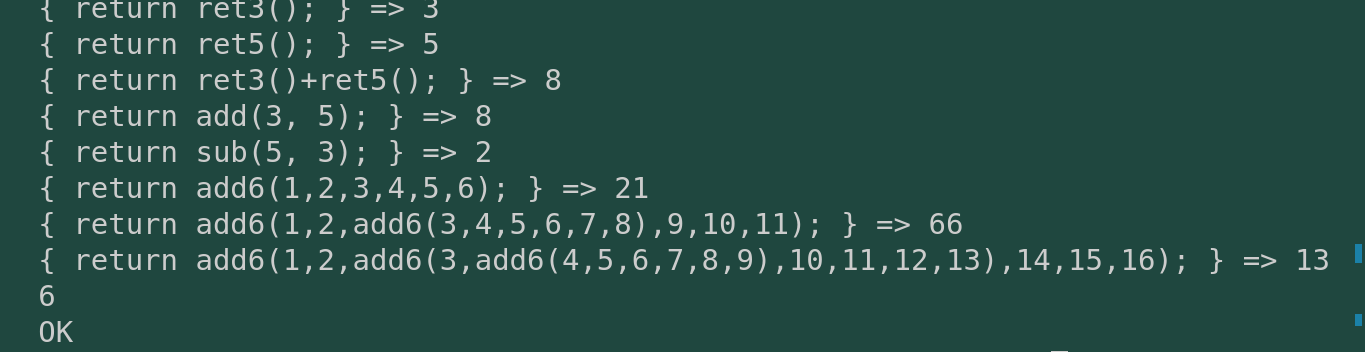 { return ret3(); } => 3
{ return ret5(); } => 5
{ return ret3()+ret5(); } => 8
{ return add(3, 5); } => 8
{ return sub(5, 3); } => 2
{ return add6(1,2,3,4,5,6); } => 21
{ return add6(1,2,add6(3,4,5,6,7,8),9,10,11); } => 66
{ return add6(1,2,add6(3,add6(4,5,6,7,8,9),10,11,12,13),14,15,16); } => 13
6
OK